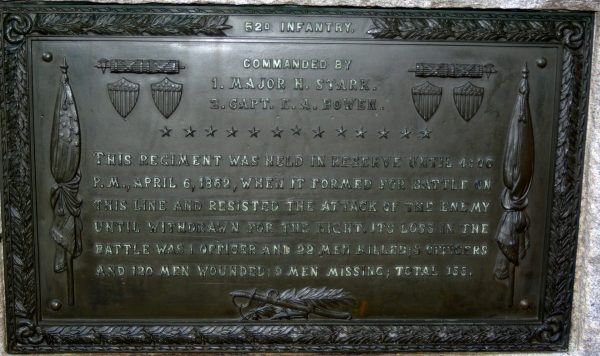 52D INFANTRY.
COMMANDED BY
1. MAJOR H. STARK.
2. CAPT. E. A. BOWEN.
THIS REGIMENT WAS HELD IN RESERVE UNTIL 4:00
P.M., APRIL 6, 1862, WHEN IT FORMED FOR BATTLE ON
THIS LINE AND RESISTED THE ATTACK OF THE ENEMY
UNTIL WITHDRAWN FOR THE NIGHT. ITS LOSS IN THE
BATTLE WAS 1 OFFICER AND 22 MEN KILLED; 3 OFFICERS
AND 120 MEN WOUNDED; 9 MEN MISSING; TOTAL 155.